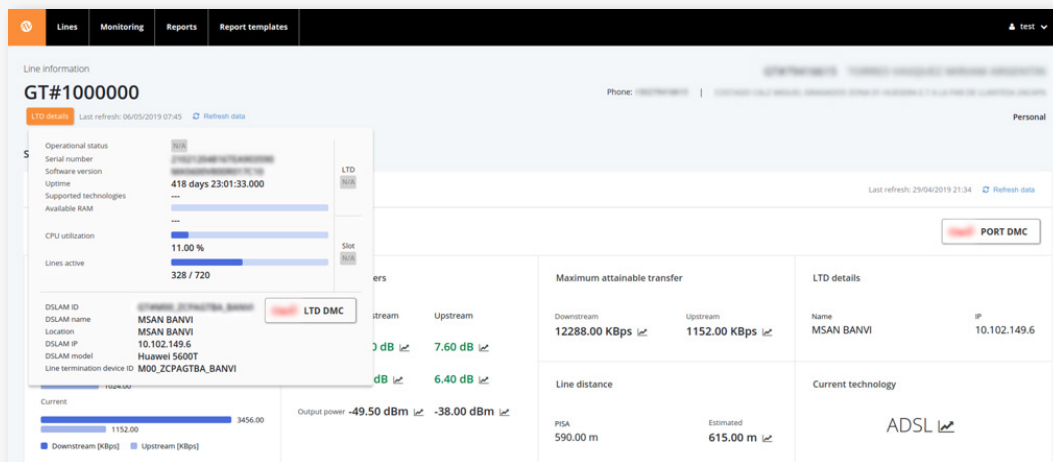 Lines Monitoring Reports Report templates test
Line information
GT#1000000
Phone: |
LTD details Last refresh: 06/05/2019 07:45 Refresh data
Personal
Operational status N/A
Serial number
Software version
Uptime 418 days 23:01:33.000
Supported technologies ---
Available RAM
---
CPU utilization
11.00 %
Lines active
328 / 720
LTD
N/A
Slot
N/A
DSLAM ID
DSLAM name MSAN BANVI
Location MSAN BANVI
DSLAM IP 10.102.149.6
DSLAM model Huawei 5600T
Line termination device ID M00_ZCPAGTBA_BANVI
LTD DMC
Last refresh: 29/04/2019 21:34 Refresh data
PORT DMC
1024.00
Current
3456.00
1152.00
Downstream [KBps] Upstream [KBps]
ers
stream Upstream
0 dB 7.60 dB
dB 6.40 dB
Output power -49.50 dBm -38.00 dBm
Maximum attainable transfer
Downstream Upstream
12288.00 KBps 1152.00 KBps
LTD details
Name IP
MSAN BANVI 10.102.149.6
Line distance
PISA Estimated
590.00 m 615.00 m
Current technology
ADSL